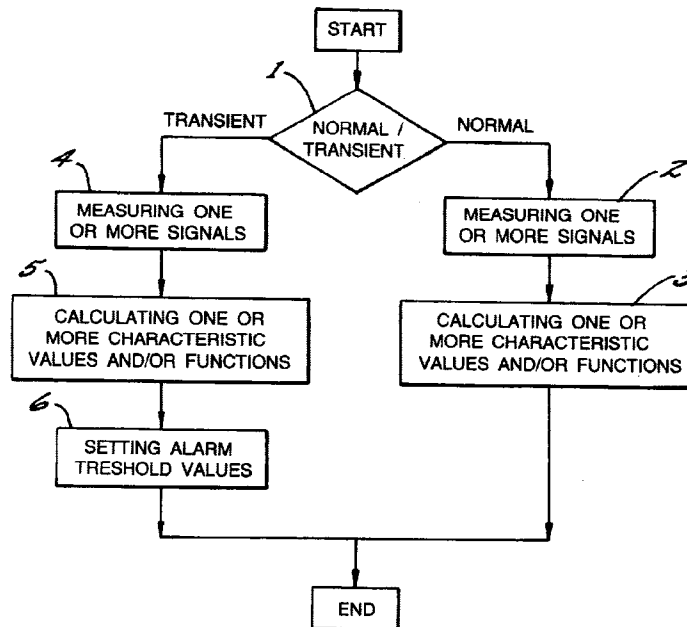 START
1
NORMAL /
TRANSIENT
TRANSIENT
NORMAL
4
MEASURING ONE
OR MORE SIGNALS
2
MEASURING ONE
OR MORE SIGNALS
5
CALCULATING ONE OR
MORE CHARACTERISTIC
VALUES AND/OR FUNCTIONS
3
CALCULATING ONE OR
MORE CHARACTERISTIC
VALUES AND/OR FUNCTIONS
6
SETTING ALARM
TRESHOLD VALUES
END